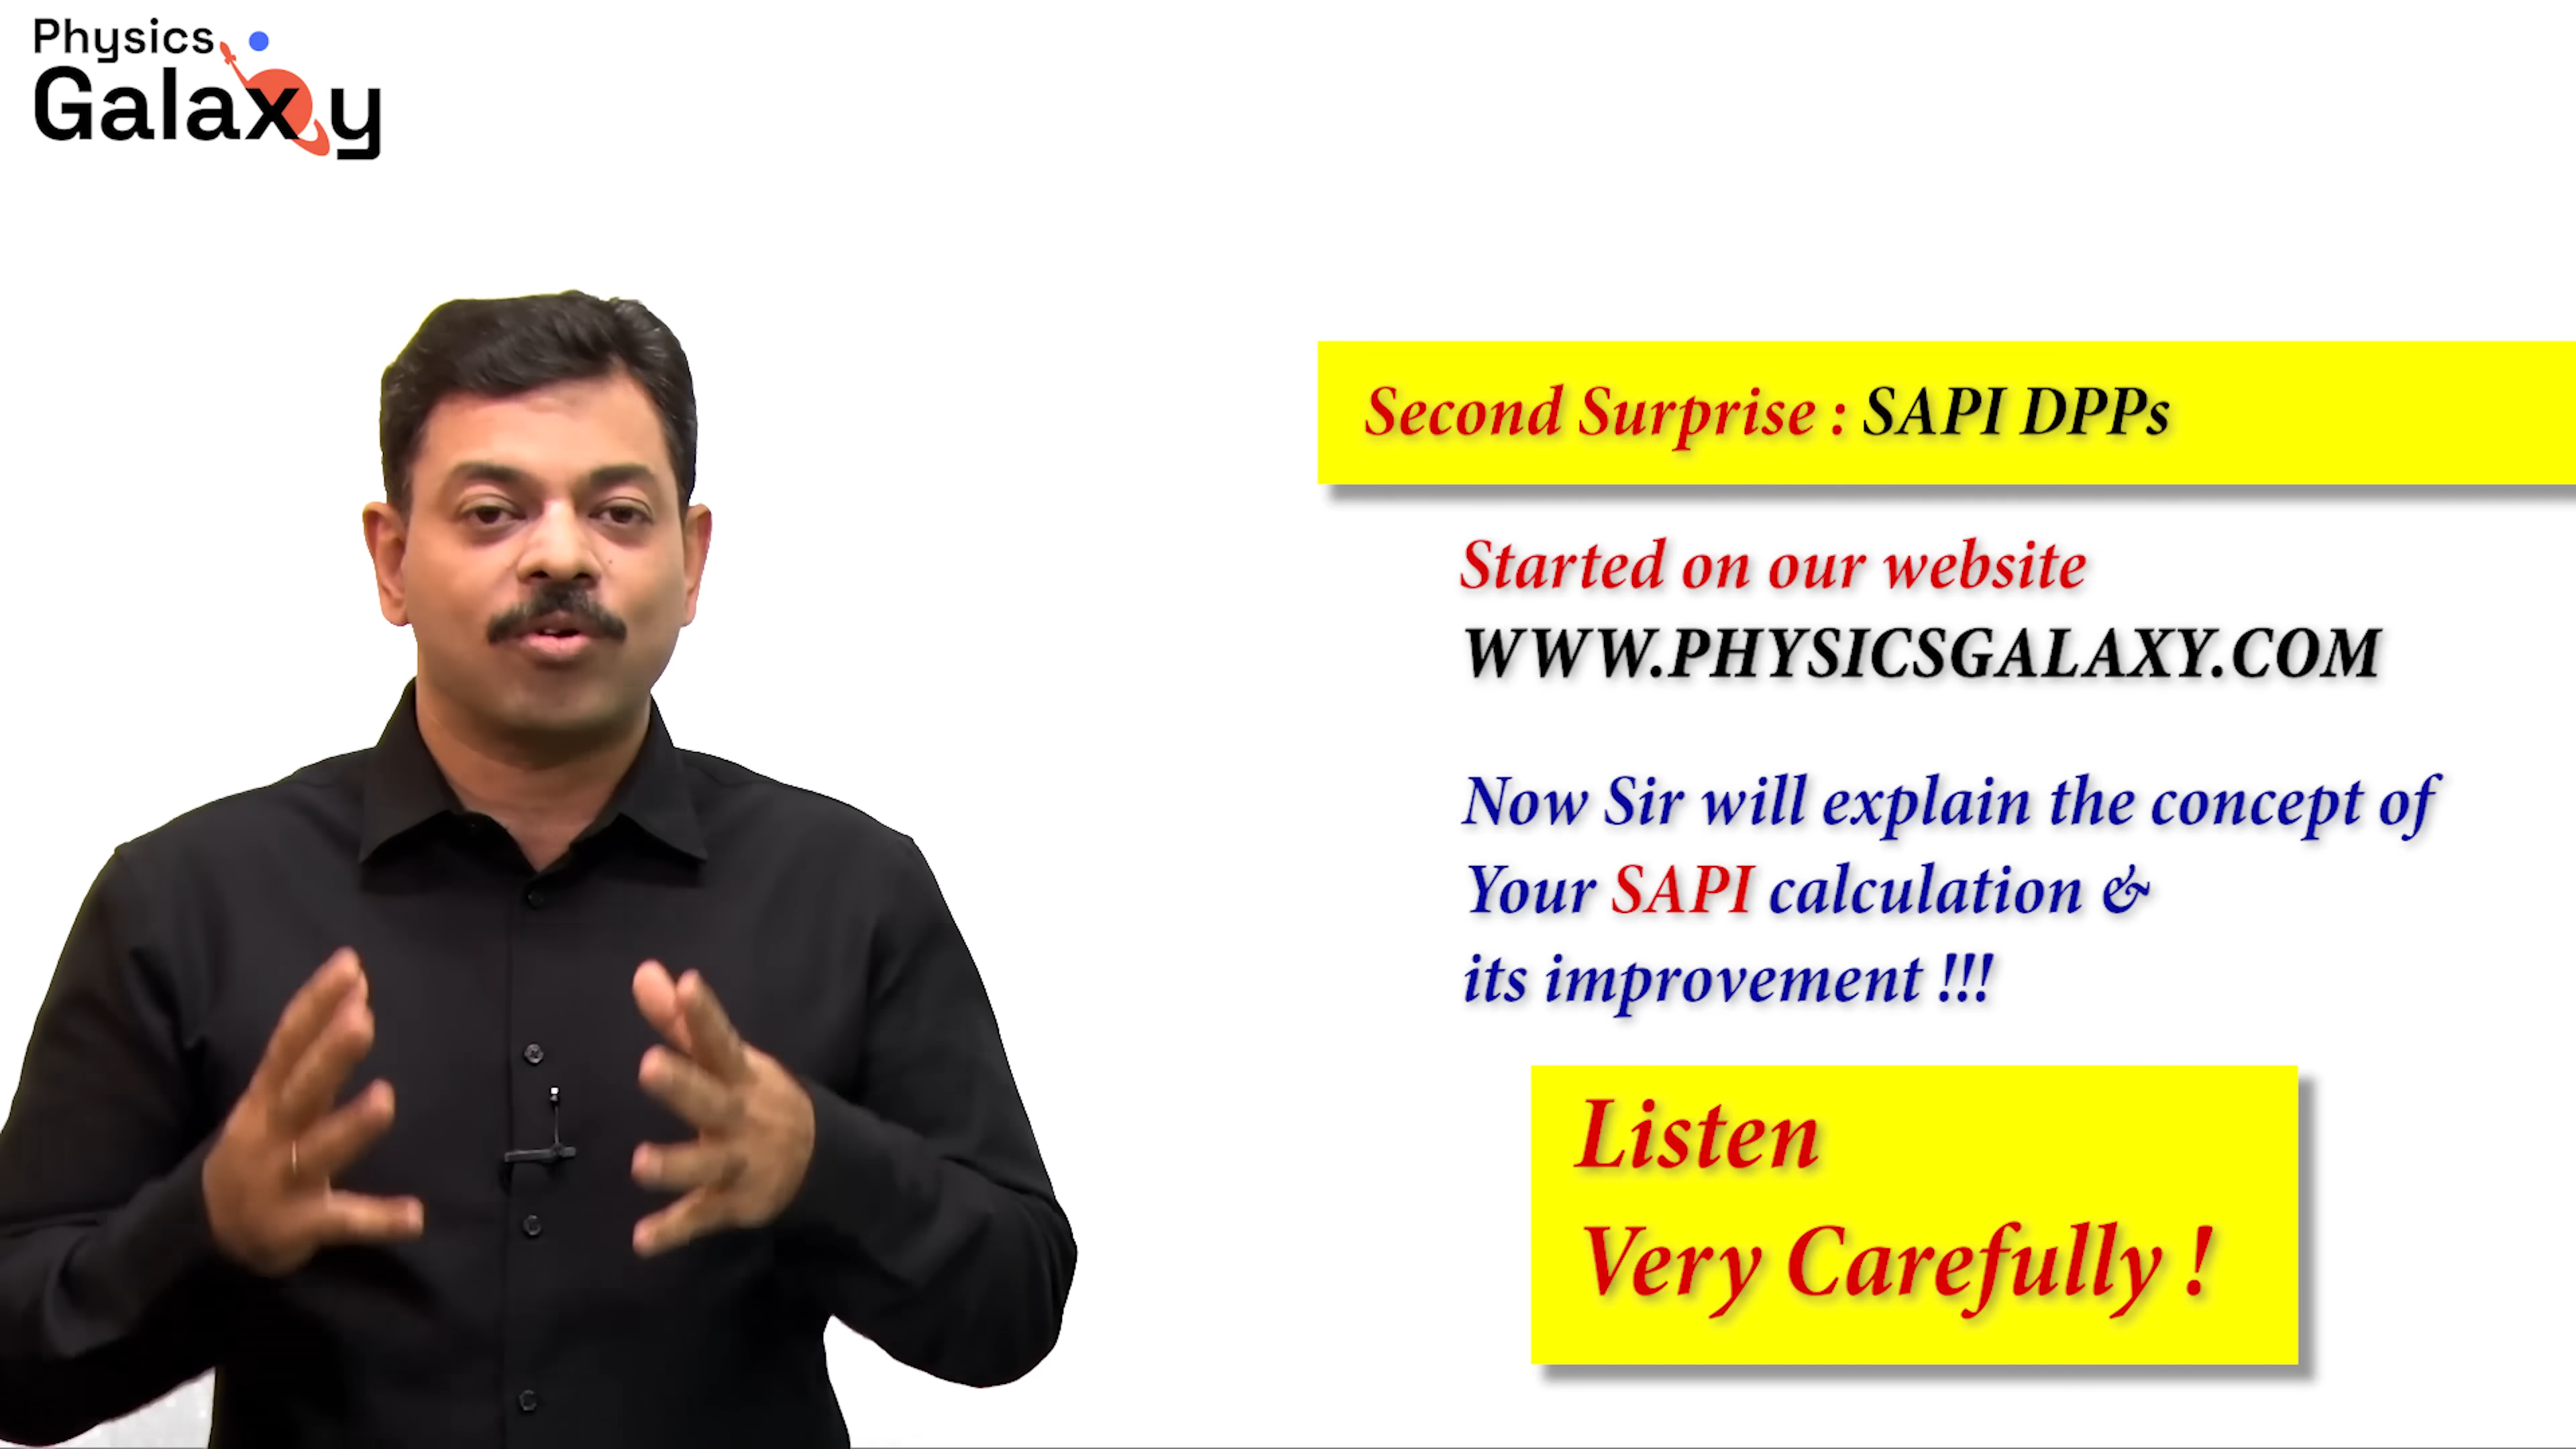 Physics
Galaxy
Second Surprise : SAPI DPPs
Started on our website
WWW.PHYSICSGALAXY.COM
Now Sir will explain the concept of
Your SAPI calculation &
its improvement !!!
Listen
Very Carefully !